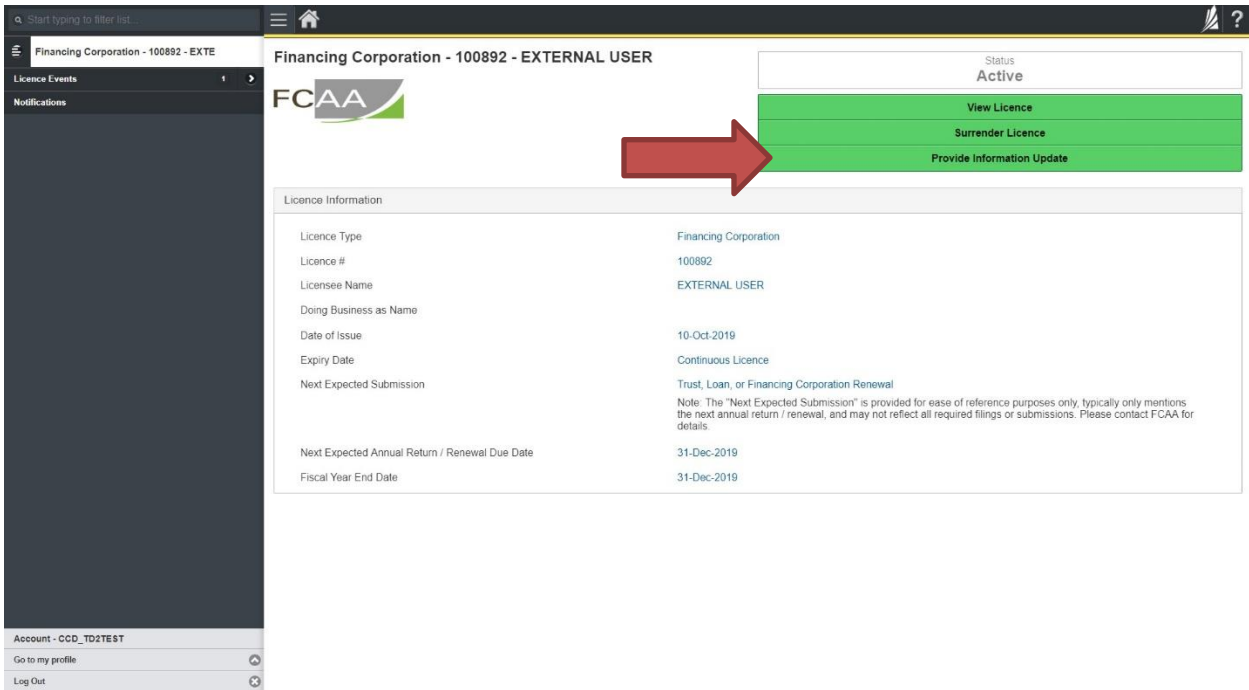 Start typing to filter list...
Financing Corporation - 100892 - EXTE
Licence Events 1
Notifications
Account - CCD_TD2TEST
Go to my profile
Log Out
?
Financing Corporation - 100892 - EXTERNAL USER
FCAA
Status
Active
View Licence
Surrender Licence
Provide Information Update
Licence Information
Licence Type Financing Corporation
Licence # 100892
Licensee Name EXTERNAL USER
Doing Business as Name
Date of Issue 10-Oct-2019
Expiry Date Continuous Licence
Next Expected Submission Trust, Loan, or Financing Corporation Renewal
Note: The "Next Expected Submission" is provided for ease of reference purposes only, typically only mentions
the next annual return / renewal, and may not reflect all required filings or submissions. Please contact FCAA for
details.
Next Expected Annual Return / Renewal Due Date 31-Dec-2019
Fiscal Year End Date 31-Dec-2019